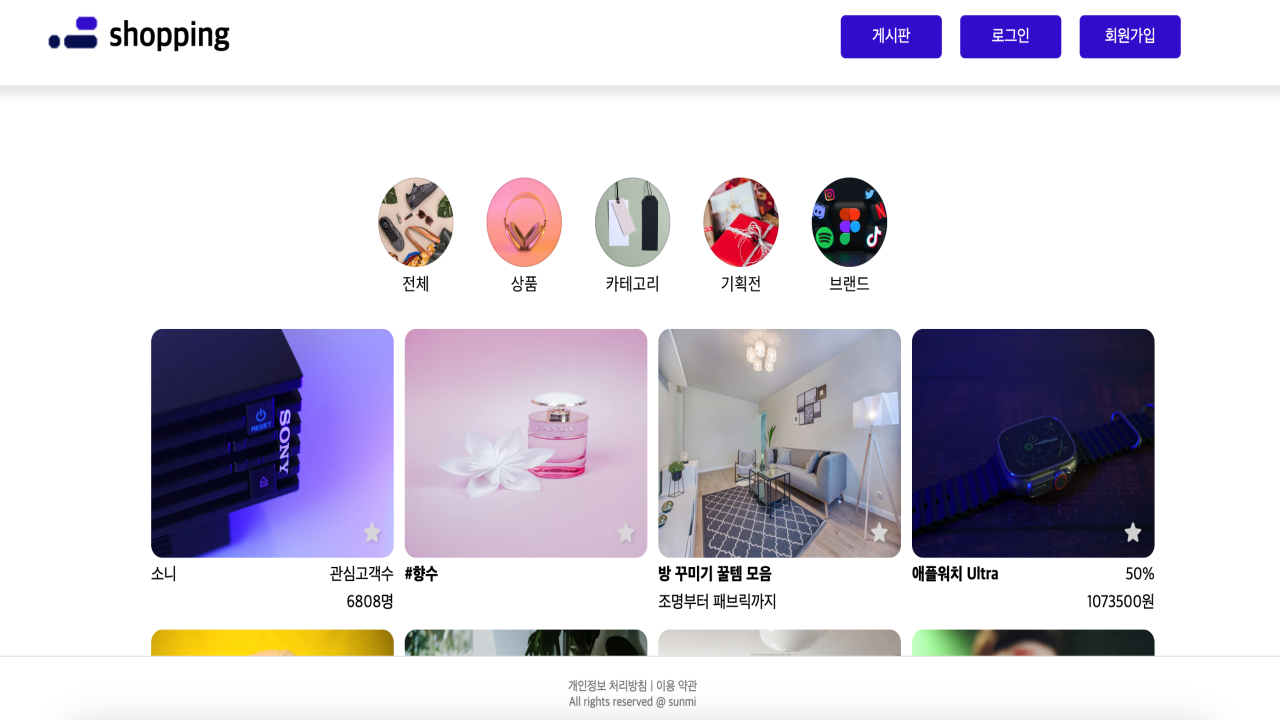 shopping
게시판
로그인
회원가입
전체
상품
카테고리
기획전
브랜드
RESET
SONY
소니 관심고객수
6808명
#향수
방 꾸미기 꿀템 모음
조명부터 패브릭까지
애플워치 Ultra 50%
1073500원
개인정보 처리방침 | 이용 약관
All rights reserved @ sunmi